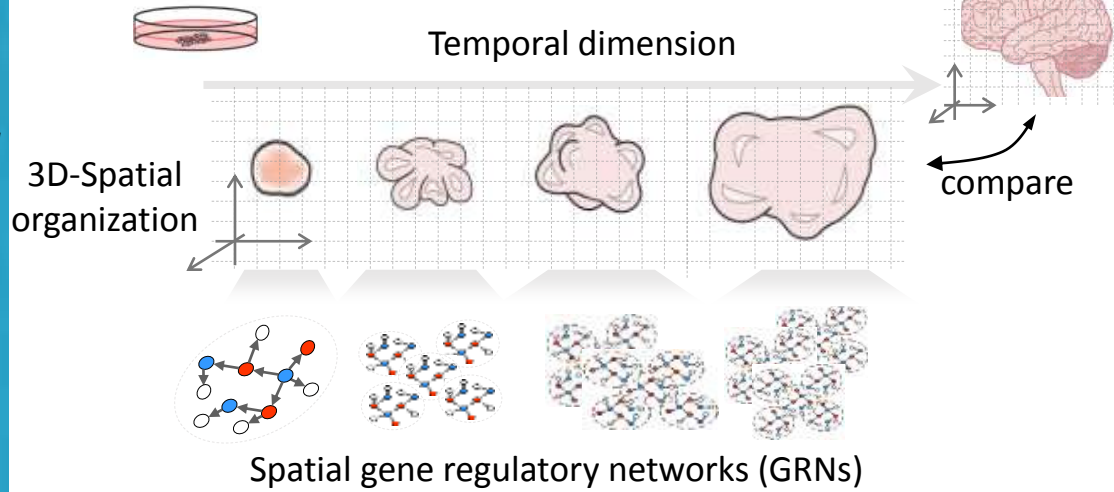 Temporal dimension
3D-Spatial
organization
compare
Spatial gene regulatory networks (GRNs)